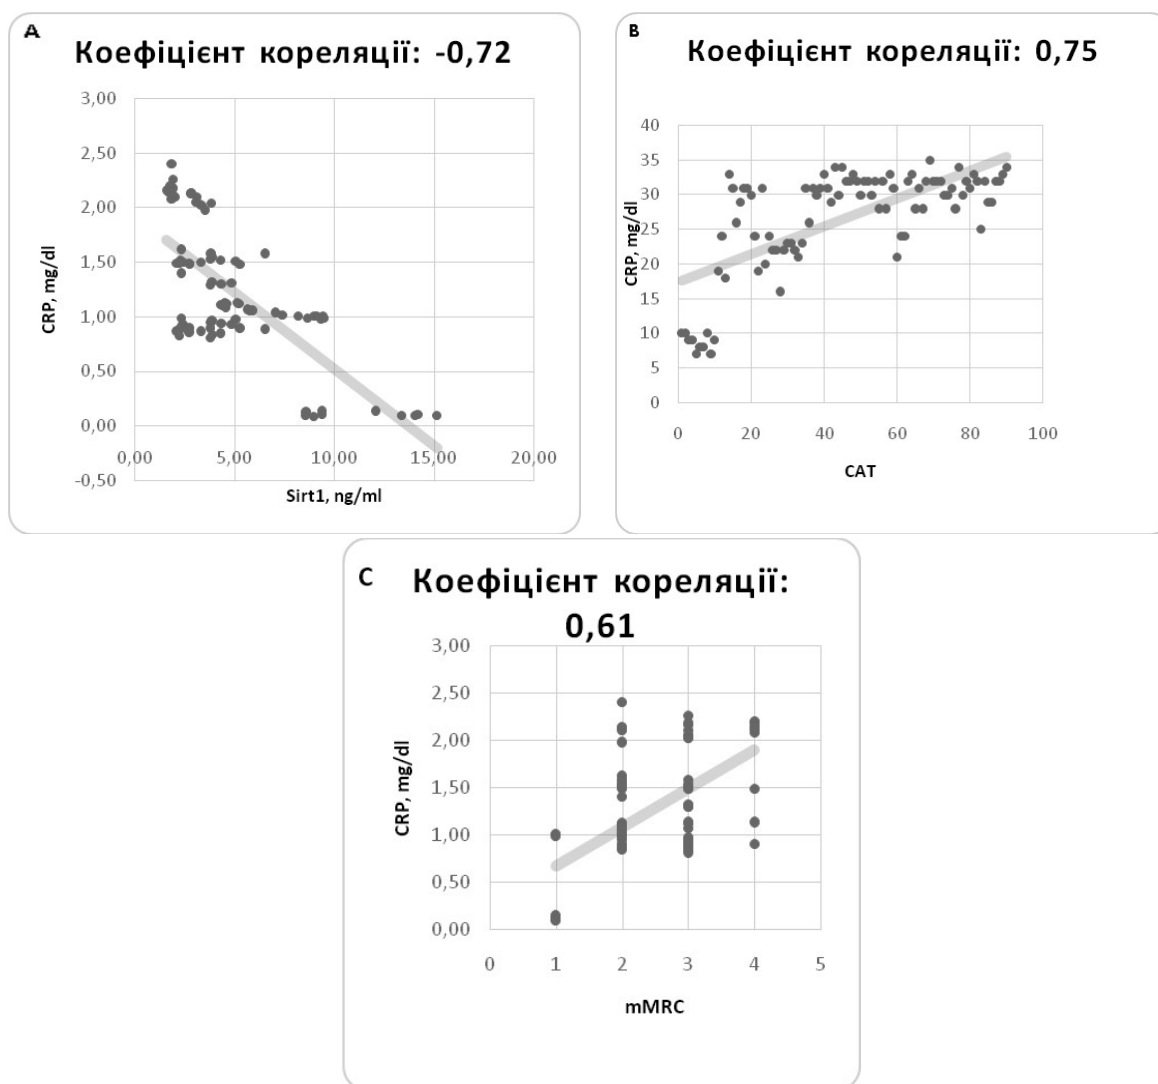 A
Коефіцієнт кореляції: -0,72
3,00
2,50
2,00
1,50
1,00
0,50
0,00
-0,50
CRP, mg/dl
0,00 5,00 10,00 15,00 20,00
Sirt1, ng/ml
B
Коефіцієнт кореляції: 0,75
40
35
30
25
20
15
10
5
0
CRP, mg/dl
0 20 40 60 80 100
CAT
C
Коефіцієнт кореляції:
0,61
3,00
2,50
2,00
1,50
1,00
0,50
0,00
CRP, mg/dl
0 1 2 3 4 5
mMRC